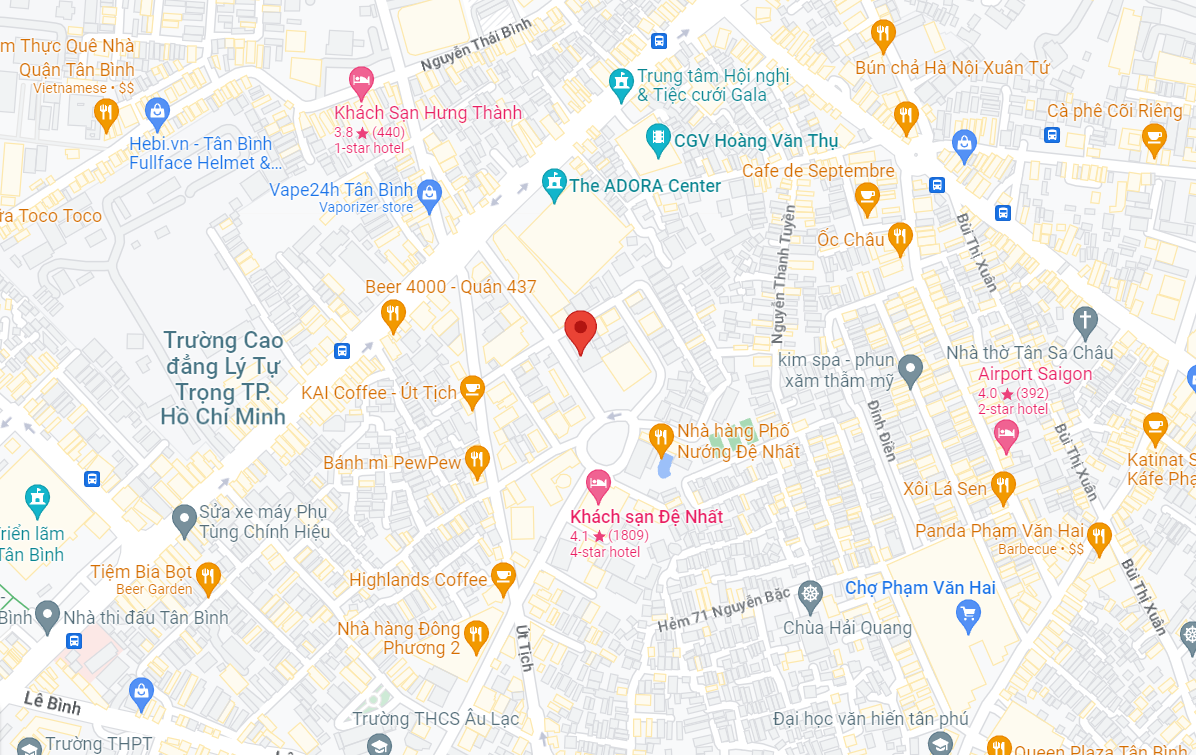 Nguyễn Thái Bình
m Thực Quê Nhà
Quận Tân Bình
Vietnamese • $$
Hebi.vn - Tân Bình
Fullface Helmet &...
Khách Sạn Hưng Thành
3.8 ★ (440)
1-star hotel
Trung tâm Hội nghị
& Tiệc cưới Gala
Bún chả Hà Nội Xuân Tứ
Cà phê Cõi Riêng
CGV Hoàng Văn Thụ
Cafe de Septembre
Vape24h Tân Bình
Vaporizer store
The ADORA Center
ra Toco Toco
Ốc Châu
Bùi Thị Xuân
Nguyễn Thanh Tuyền
Beer 4000 - Quán 437
Trường Cao
đẳng Lý Tự
Trọng TP.
Hồ Chí Minh
KAI Coffee - Út Tịch
kim spa - phun
xăm thẫm mỹ
Nhà thờ Tân Sa Châu
Airport Saigon
4.0 ★ (392)
2-star hotel
Đinh Điền
Bánh mì PewPew
Nhà hàng Phố
Nướng Đệ Nhất
Bùi Thị Xuân
Katinat S
Kafe Phạ
Xôi Lá Sen
Khách sạn Đệ Nhất
4.1 ★ (1809)
4-star hotel
Sửa xe máy Phụ
Tùng Chính Hiệu
riển lãm
Tân Bình
Panda Phạm Văn Hai
Barbecue • $$
Tiệm Bia Bọt
Beer Garden
Highlands Coffee
Chợ Phạm Văn Hai
Bùi Thị Xuân
Hẻm 71 Nguyễn Bặc
Bình
Nhà thi đấu Tân Bình
Nhà hàng Đông
Phương 2
Út Tịch
Chùa Hải Quang
Lê Bình
Trường THCS Âu Lạc
Đại học văn hiến tân phú
Trường THPT
Queen Plaza Tân Bình